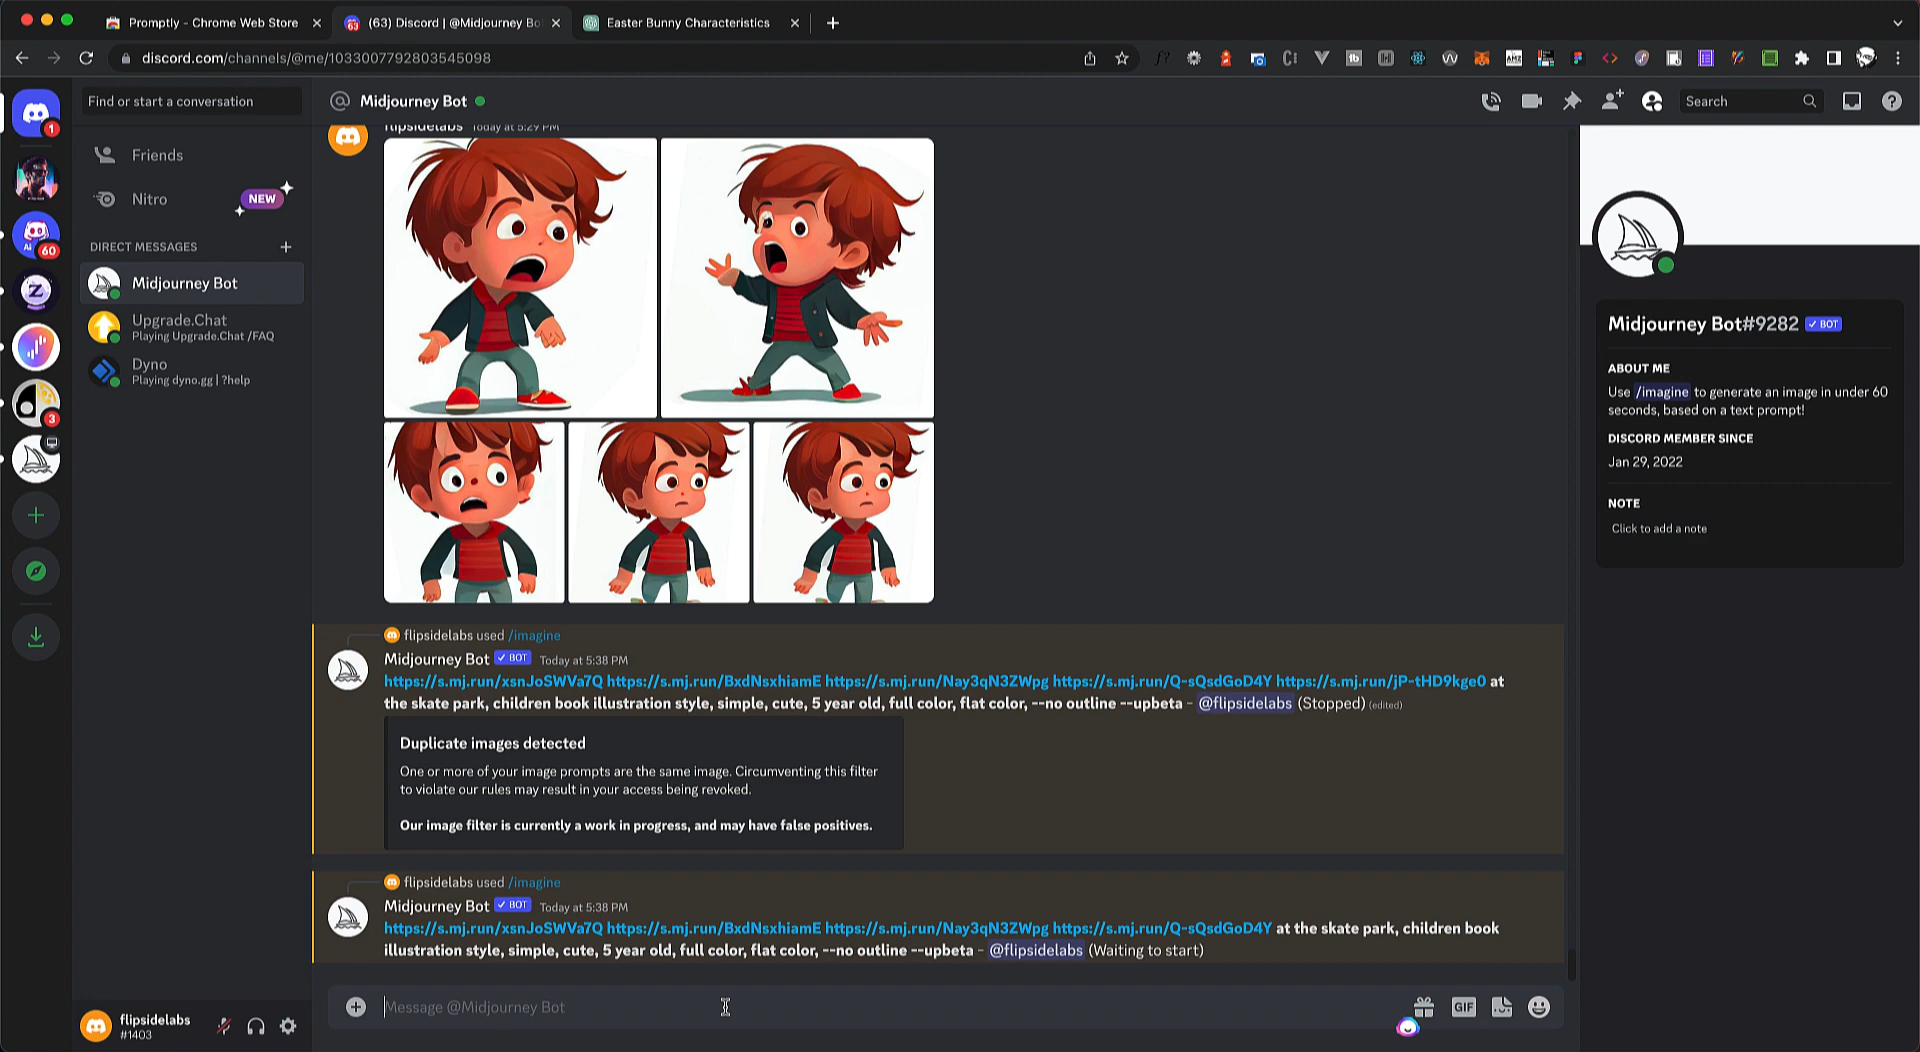 Promptly - Chrome Web Store
(63) Discord | @Midjourney Bo
Easter Bunny Characteristics
discord.com/channels/@me/1033007792803545098
Find or start a conversation
Midjourney Bot
Search
1
Friends
Nitro
NEW
DIRECT MESSAGES
Midjourney Bot
Upgrade.Chat
Playing Upgrade.Chat /FAQ
Dyno
Playing dyno.gg | ?help
Ai
60
Z
3
flipsidelabs Today at 5:29 PM
flipsidelabs used /imagine
Midjourney Bot BOT Today at 5:38 PM
https://s.mj.run/xsnJoSWVa7Q https://s.mj.run/BxdNsxhiamE https://s.mj.run/Nay3qN3ZWpg https://s.mj.run/Q-sQsdGoD4Y https://s.mj.run/jP-tHD9kge0 at
the skate park, children book illustration style, simple, cute, 5 year old, full color, flat color, --no outline --upbeta - @flipsidelabs (Stopped) (edited)
Duplicate images detected
One or more of your image prompts are the same image. Circumventing this filter
to violate our rules may result in your access being revoked.
Our image filter is currently a work in progress, and may have false positives.
flipsidelabs used /imagine
Midjourney Bot BOT Today at 5:38 PM
https://s.mj.run/xsnJoSWVa7Q https://s.mj.run/BxdNsxhiamE https://s.mj.run/Nay3qN3ZWpg https://s.mj.run/Q-sQsdGoD4Y at the skate park, children book
illustration style, simple, cute, 5 year old, full color, flat color, --no outline --upbeta - @flipsidelabs (Waiting to start)
Message @Midjourney Bot
GIF
flipsidelabs
#1403
Midjourney Bot#9282 BOT
ABOUT ME
Use /imagine to generate an image in under 60
seconds, based on a text prompt!
DISCORD MEMBER SINCE
Jan 29, 2022
NOTE
Click to add a note